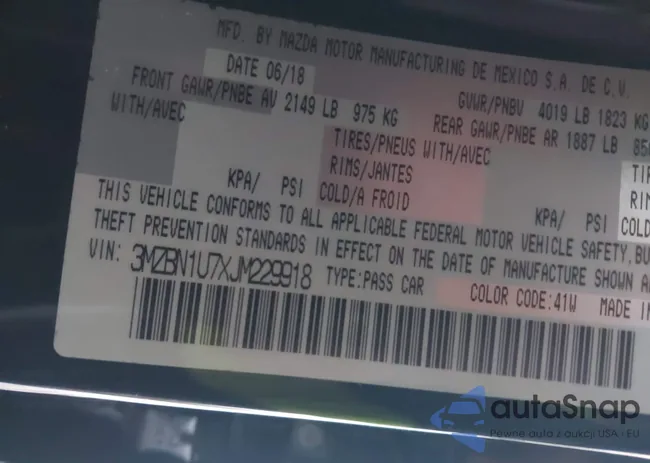 MFD. BY MAZDA MOTOR MANUFACTURING DE MEXICO S.A. DE C.V.
DATE 06/18 GVWR/PNBV 4019 LB 1823 KG
FRONT GAWR/PNBE AV 2149 LB 975 KG REAR GAWR/PNBE AR 1887 LB
WITH/AVEC TIRES/PNEUS WITH/AVEC
RIMS/JANTES
KPA/ PSI COLD/A FROID KPA/ PSI COLD
THIS VEHICLE CONFORMS TO ALL APPLICABLE FEDERAL MOTOR VEHICLE SAFETY, BU
THEFT PREVENTION STANDARDS IN EFFECT ON THE DATE OF MANUFACTURE SHOWN
VIN: 3MZBN1U7XJM229918 TYPE:PASS CAR COLOR CODE:41W MADE IN
autaSnap
Pewne auta z aukcji USA - EU